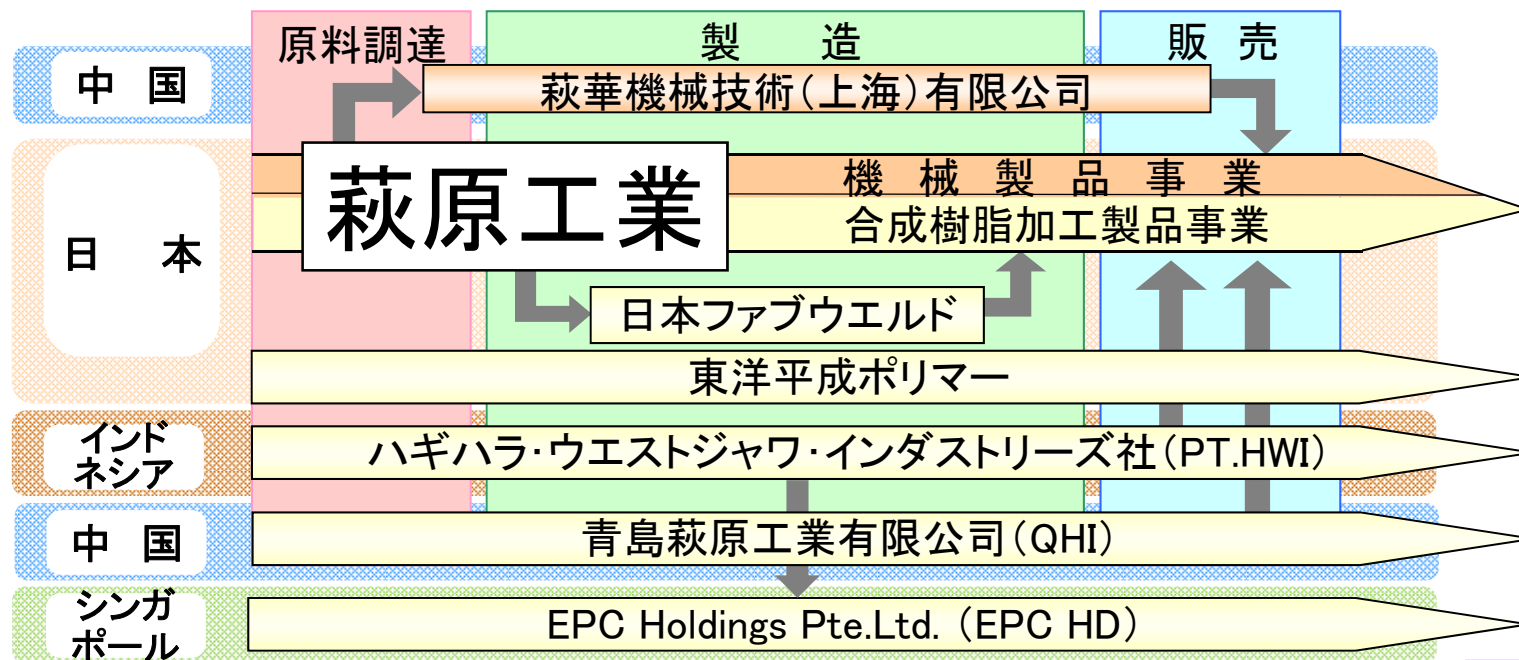 原料調達
製造
販売
中国
萩華機械技術(上海)有限公司
日本
萩原工業
機械製品事業
合成樹脂加工製品事業
日本ファブウエルド
東洋平成ポリマー
インド
ネシア
ハギハラ・ウエストジャワ・インダストリーズ社(PT.HWI)
中国
青島萩原工業有限公司(QHI)
シンガ
ポール
EPC Holdings Pte.Ltd. (EPC HD)